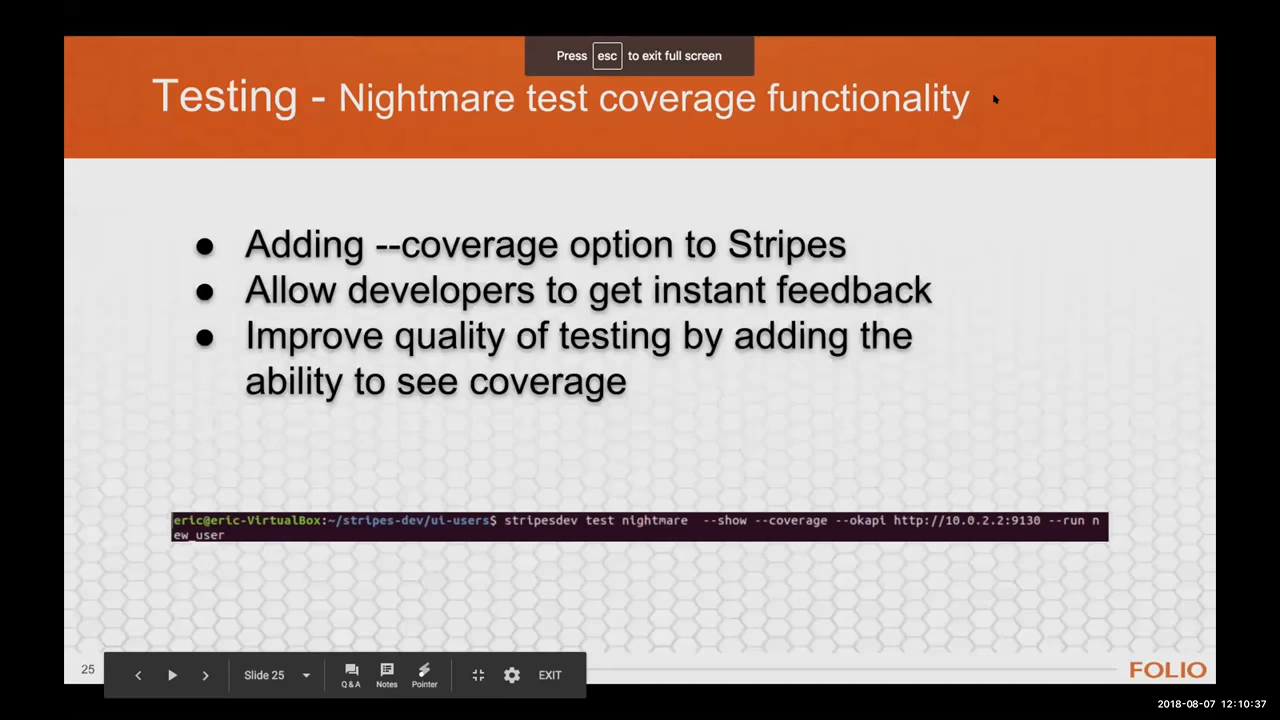 Press esc to exit full screen
Testing - Nightmare test coverage functionality
● Adding --coverage option to Stripes
● Allow developers to get instant feedback
● Improve quality of testing by adding the
ability to see coverage
eric@eric-VirtualBox:~/stripes-dev/ui-users$ stripesdev test nightmare  --show --coverage --okapi http://10.0.2.2:9130 --run n
ew_user
25
Slide 25
Q & A
Notes
Pointer
EXIT
FOLIO
2018-08-07 12:10:37